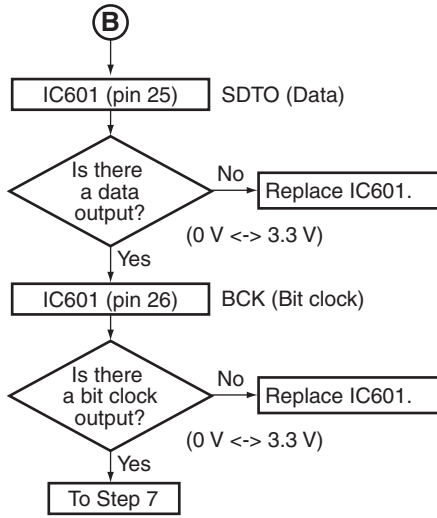 B
IC601 (pin 25) SDTO (Data)
Is there
a data
output?
No
Replace IC601.
(0 V <-> 3.3 V)
Yes
IC601 (pin 26) BCK (Bit clock)
Is there
a bit clock
output?
No
Replace IC601.
(0 V <-> 3.3 V)
Yes
To Step 7